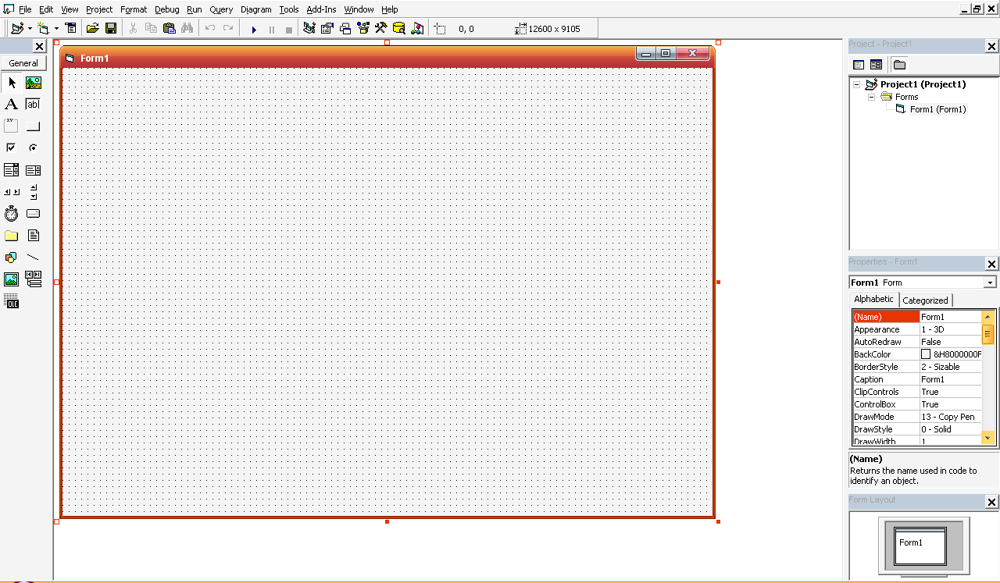 File Edit View Project Format Debug Run Query Diagram Tools Add-Ins Window Help
0, 0
12600 x 9105
General
A
ab|
XY
OLE
Form1
Project - Project1
Project1 (Project1)
Forms
Form1 (Form1)
Properties - Form1
Form1 Form
Alphabetic Categorized
(Name) Form1
Appearance 1 - 3D
AutoRedraw False
BackColor &H8000000F
BorderStyle 2 - Sizable
Caption Form1
ClipControls True
ControlBox True
DrawMode 13 - Copy Pen
DrawStyle 0 - Solid
DrawWidth 1
(Name)
Returns the name used in code to
identify an object.
Form Layout
Form1